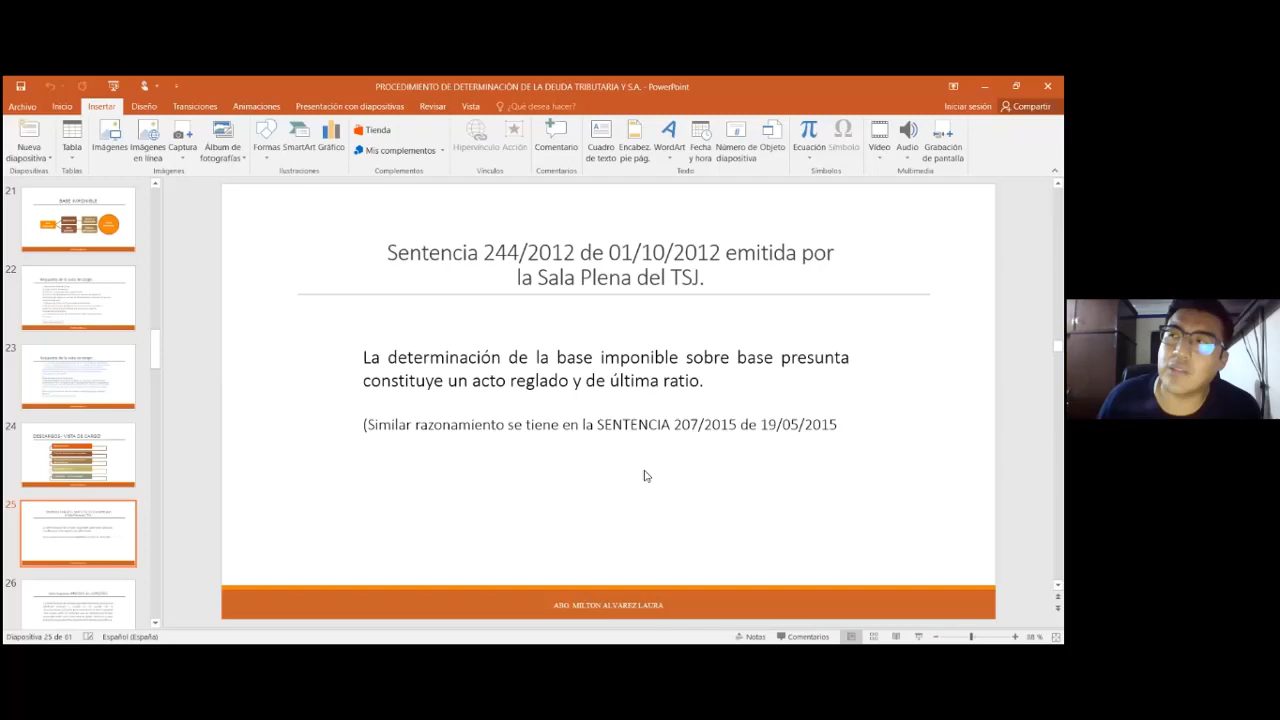 PROCEDIMIENTO DE DETERMINACIÓN DE LA DEUDA TRIBUTARIA Y S.A. - PowerPoint
Archivo Inicio Insertar Diseño Transiciones Animaciones Presentación con diapositivas Revisar Vista ¿Qué desea hacer? Iniciar sesión Compartir
Nueva diapositiva Tabla Imágenes Imágenes en línea Captura Álbum de fotografías Formas SmartArt Gráfico Tienda Mis complementos Hipervínculo Acción Comentario Cuadro de texto Encabez. pie pág. WordArt Fecha y hora Número de diapositiva Objeto Ecuación Símbolo Vídeo Audio Grabación de pantalla
Diapositivas Tablas Imágenes Ilustraciones Complementos Vínculos Comentarios Texto Símbolos Multimedia
21
BASE IMPONIBLE
22
23
24
DESCARGOS - VISTA DE CARGO
25
26
Sentencia 244/2012 de 01/10/2012 emitida por
la Sala Plena del TSJ.
La determinación de la base imponible sobre base presunta
constituye un acto reglado y de última ratio.
(Similar razonamiento se tiene en la SENTENCIA 207/2015 de 19/05/2015
ABG. MILTON ALVAREZ LAURA
Diapositiva 25 de 61 Español (España) Notas Comentarios 88 %